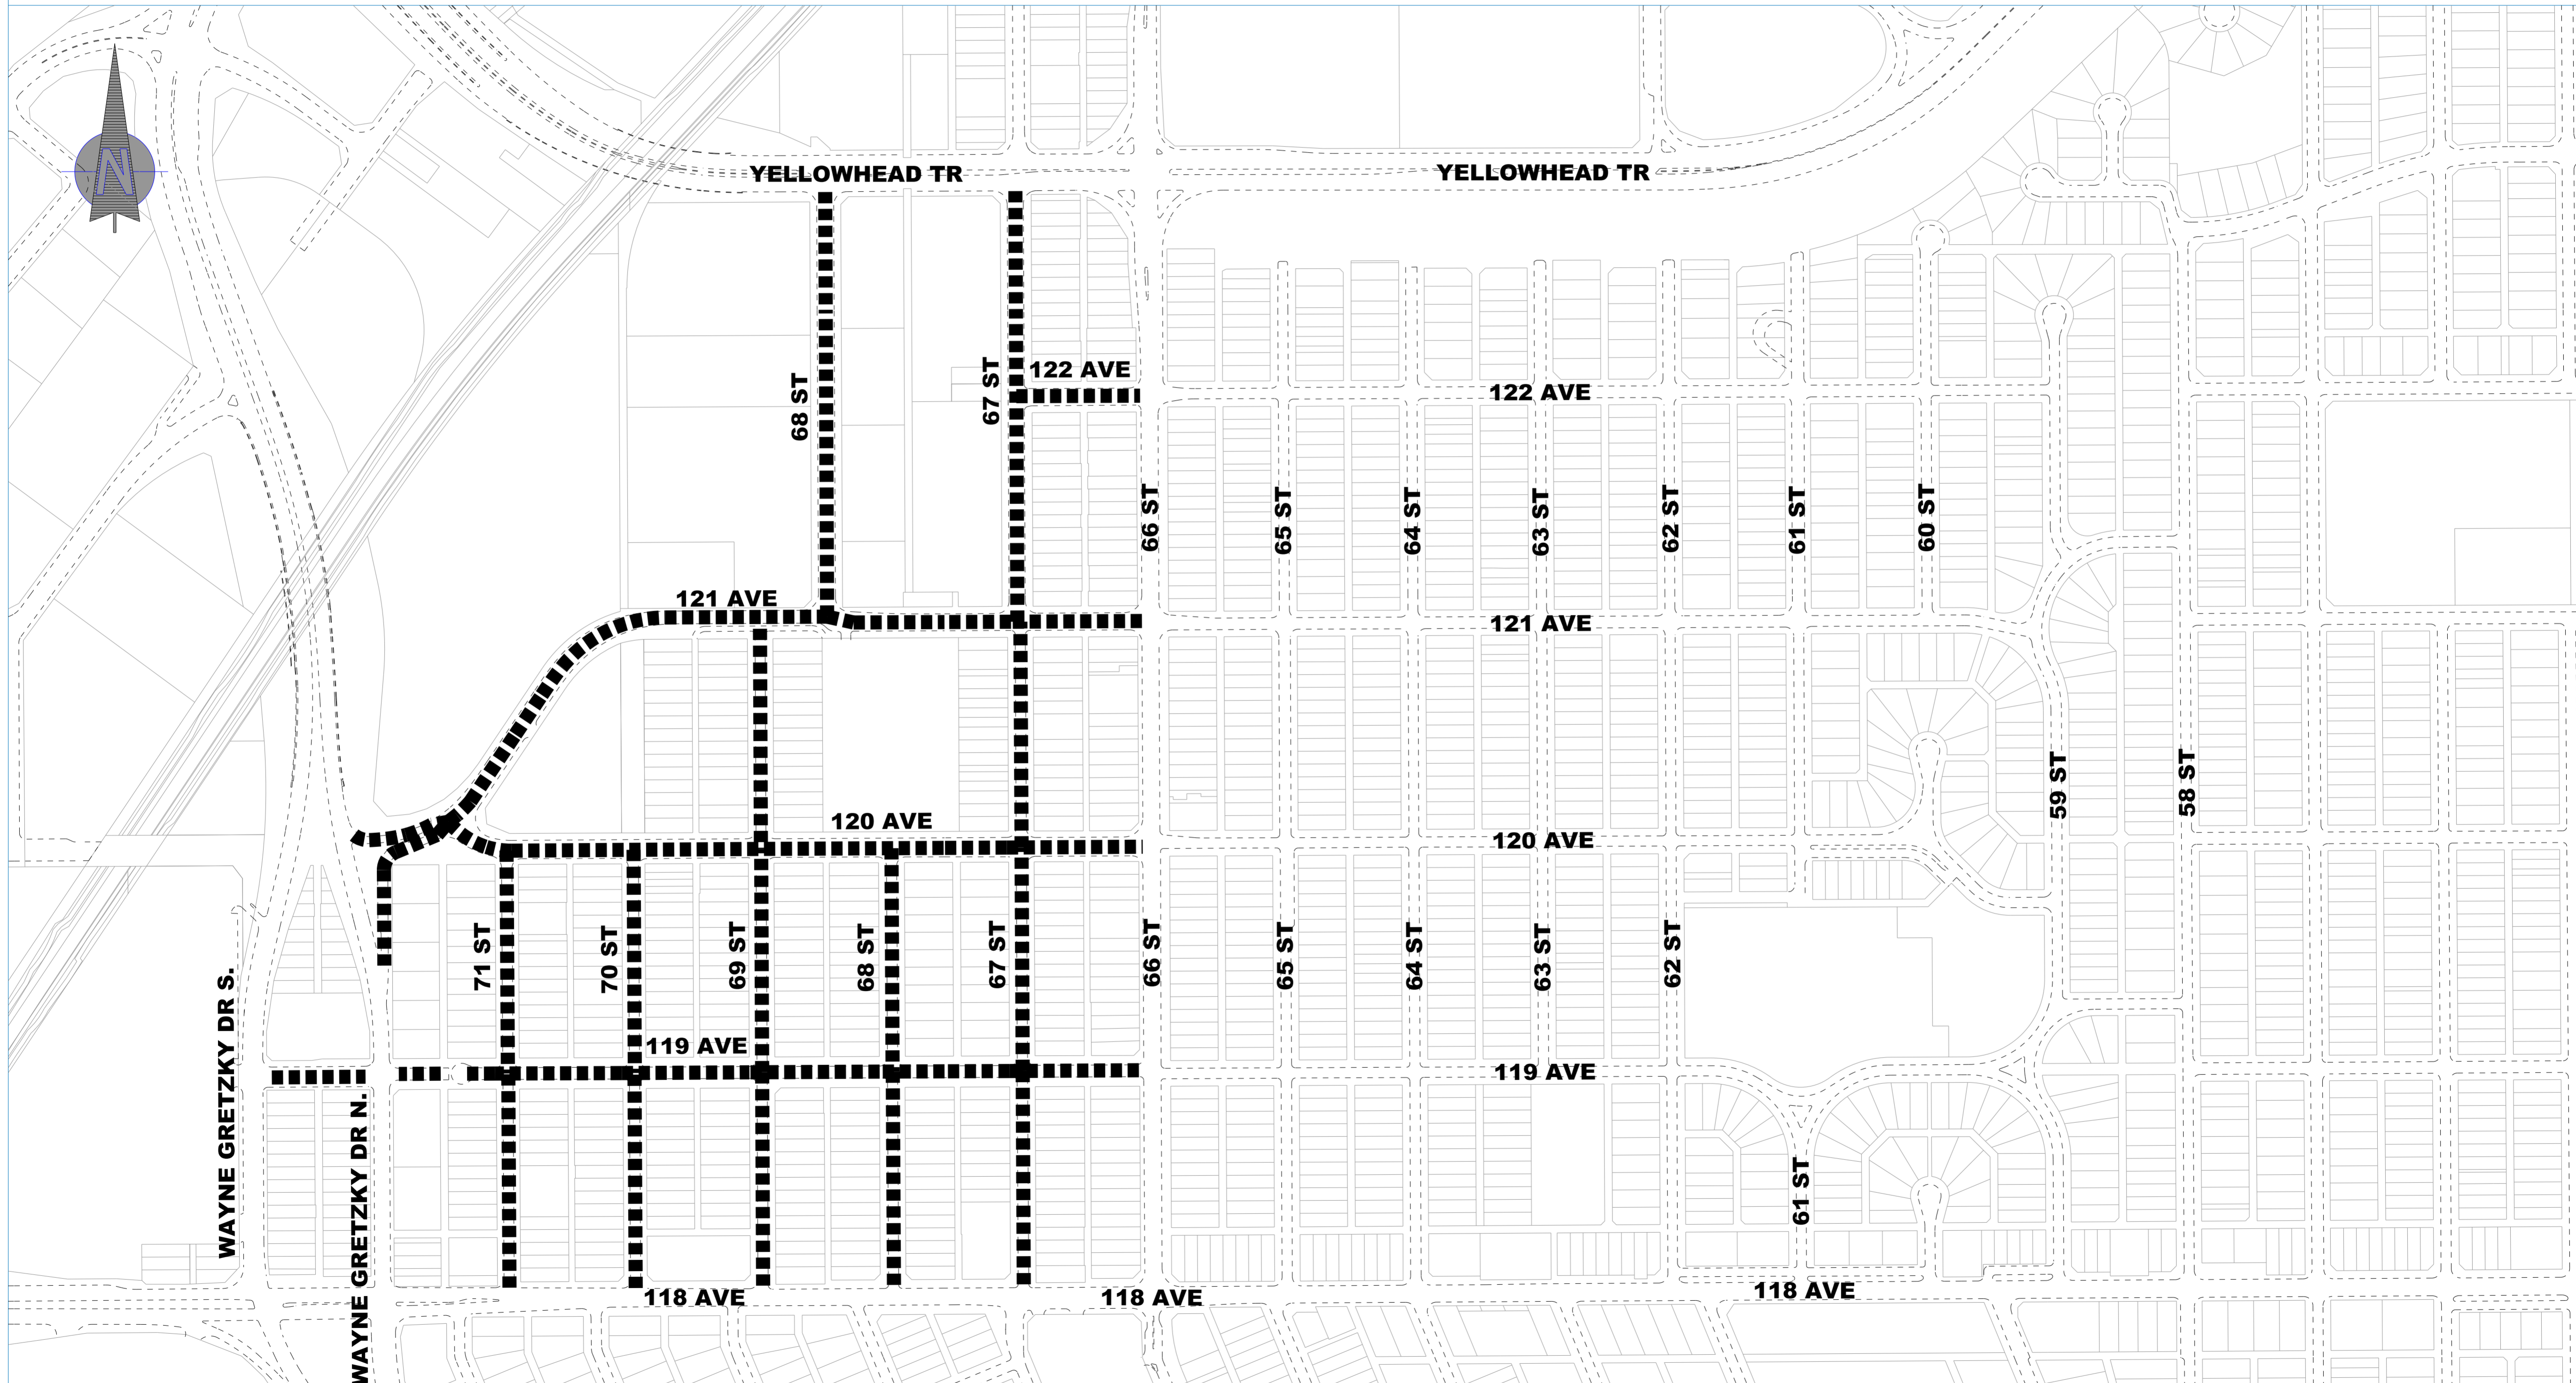 N
YELLOWHEAD TR
YELLOWHEAD TR
122 AVE
68 ST
67 ST
122 AVE
66 ST
65 ST
64 ST
63 ST
62 ST
61 ST
60 ST
121 AVE
121 AVE
59 ST
58 ST
120 AVE
120 AVE
71 ST
70 ST
69 ST
68 ST
67 ST
66 ST
65 ST
64 ST
63 ST
62 ST
119 AVE
119 AVE
WAYNE GRETZKY DR S.
WAYNE GRETZKY DR N.
61 ST
118 AVE
118 AVE
118 AVE